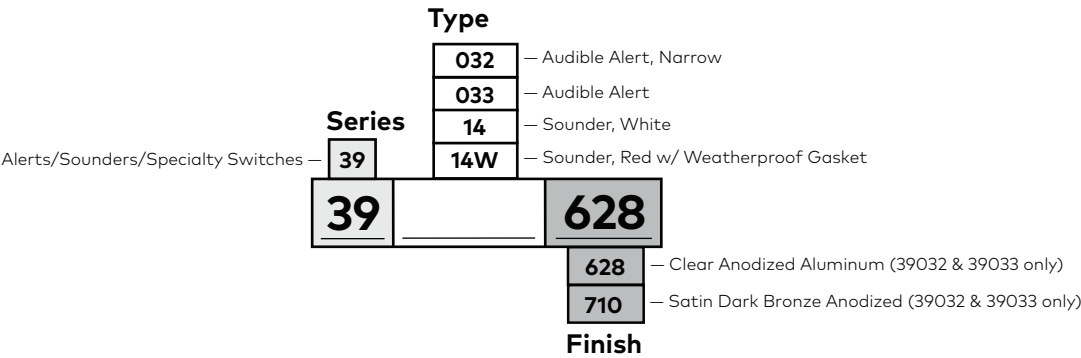 Type
032 — Audible Alert, Narrow
033 — Audible Alert
Series
14 — Sounder, White
Alerts/Sounders/Specialty Switches — 39
14W — Sounder, Red w/ Weatherproof Gasket
39 628
628 — Clear Anodized Aluminum (39032 & 39033 only)
710 — Satin Dark Bronze Anodized (39032 & 39033 only)
Finish